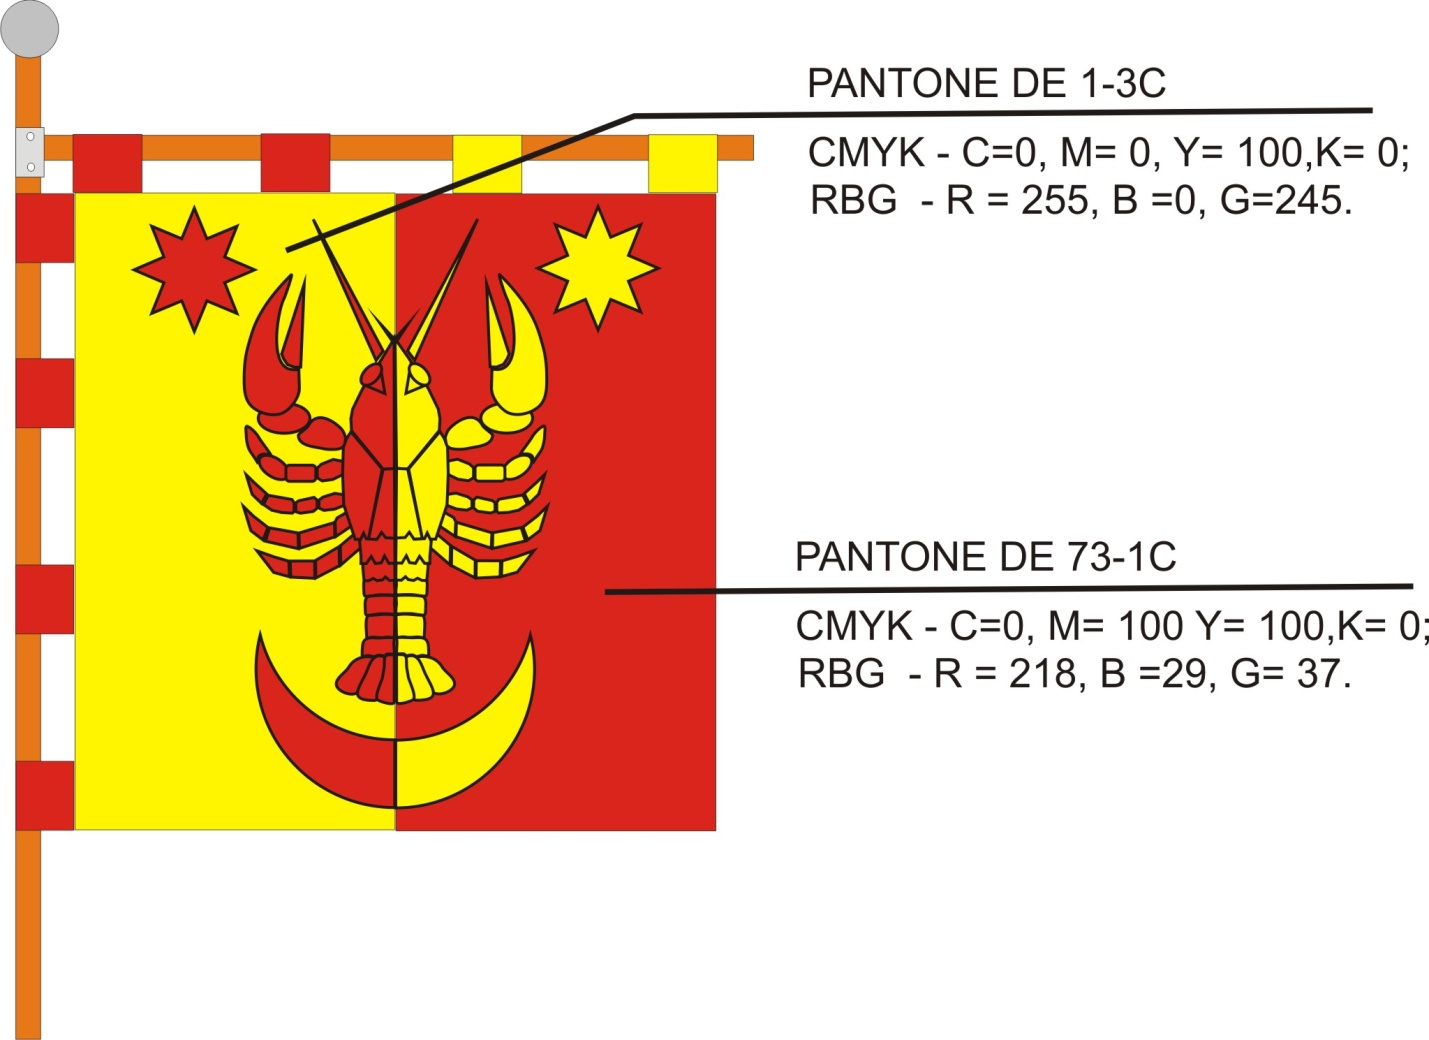 PANTONE DE 1-3C
CMYK - C=0, M= 0, Y= 100,K= 0;
RBG - R = 255, B =0, G=245.
PANTONE DE 73-1C
CMYK - C=0, M= 100 Y= 100,K= 0;
RBG - R = 218, B =29, G= 37.